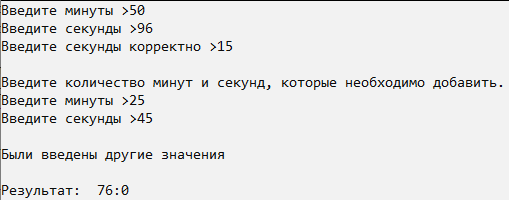 Введите минуты >50
Введите секунды >96
Введите секунды корректно >15
Введите количество минут и секунд, которые необходимо добавить.
Введите минуты >25
Введите секунды >45
Были введены другие значения
Результат:  76:0